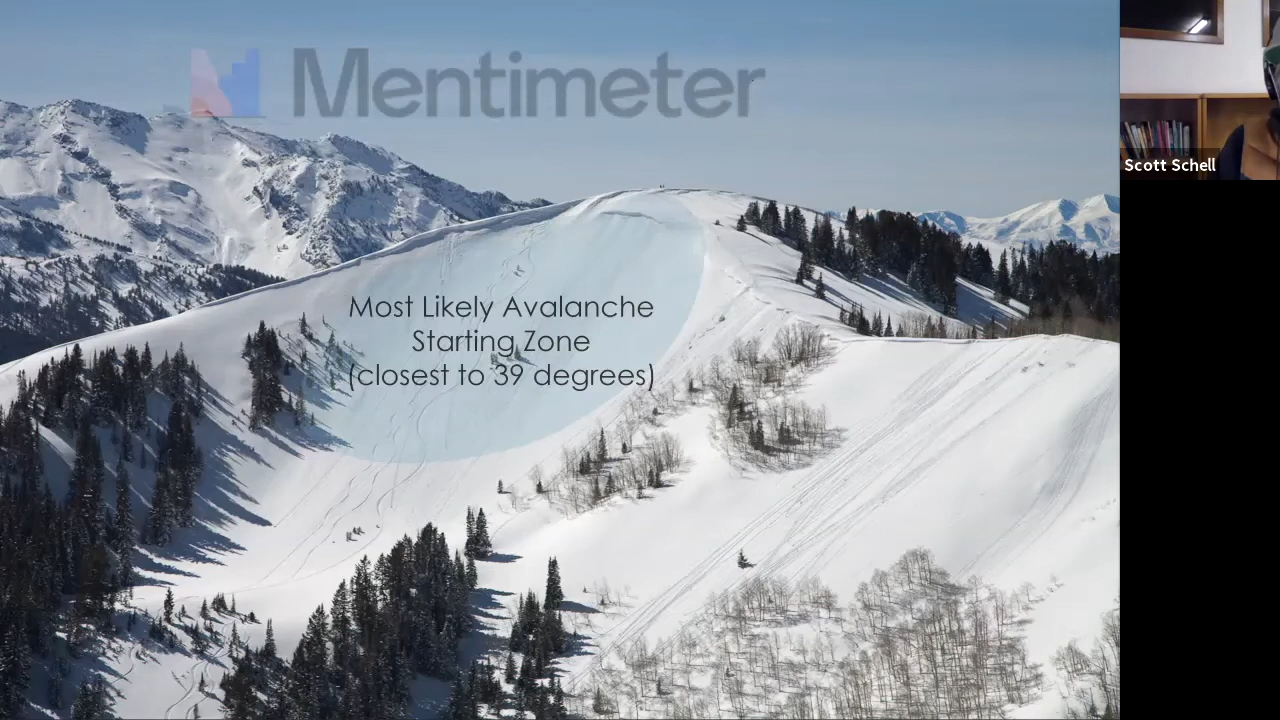 Mentimeter
Most Likely Avalanche
Starting Zone
(closest to 39 degrees)
Scott Schell